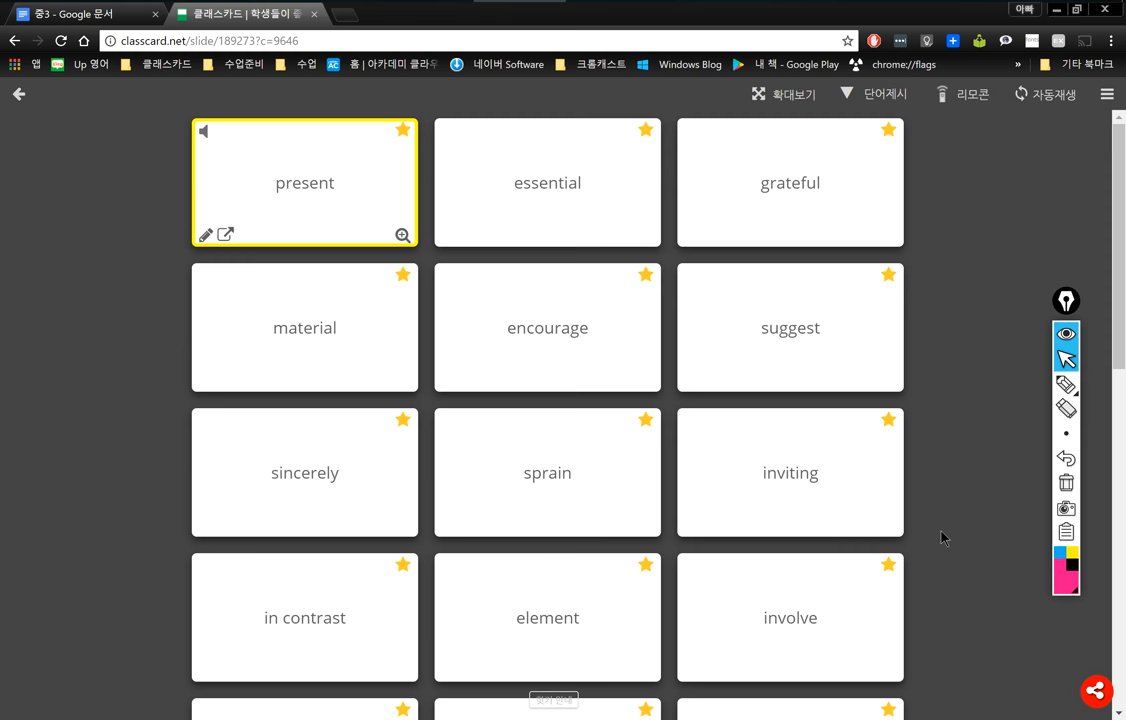 중3 - Google 문서
클래스카드 | 학생들이 좋
아빠
classcard.net/slide/189273?c=9646
앱
Up 영어
클래스카드
수업준비
수업
홈 | 아카데미 클라우
네이버 Software
크롬캐스트
Windows Blog
내 책 - Google Play
chrome://flags
»
기타 북마크
확대보기
단어제시
리모콘
자동재생
present
essential
grateful
material
encourage
suggest
sincerely
sprain
inviting
in contrast
element
involve